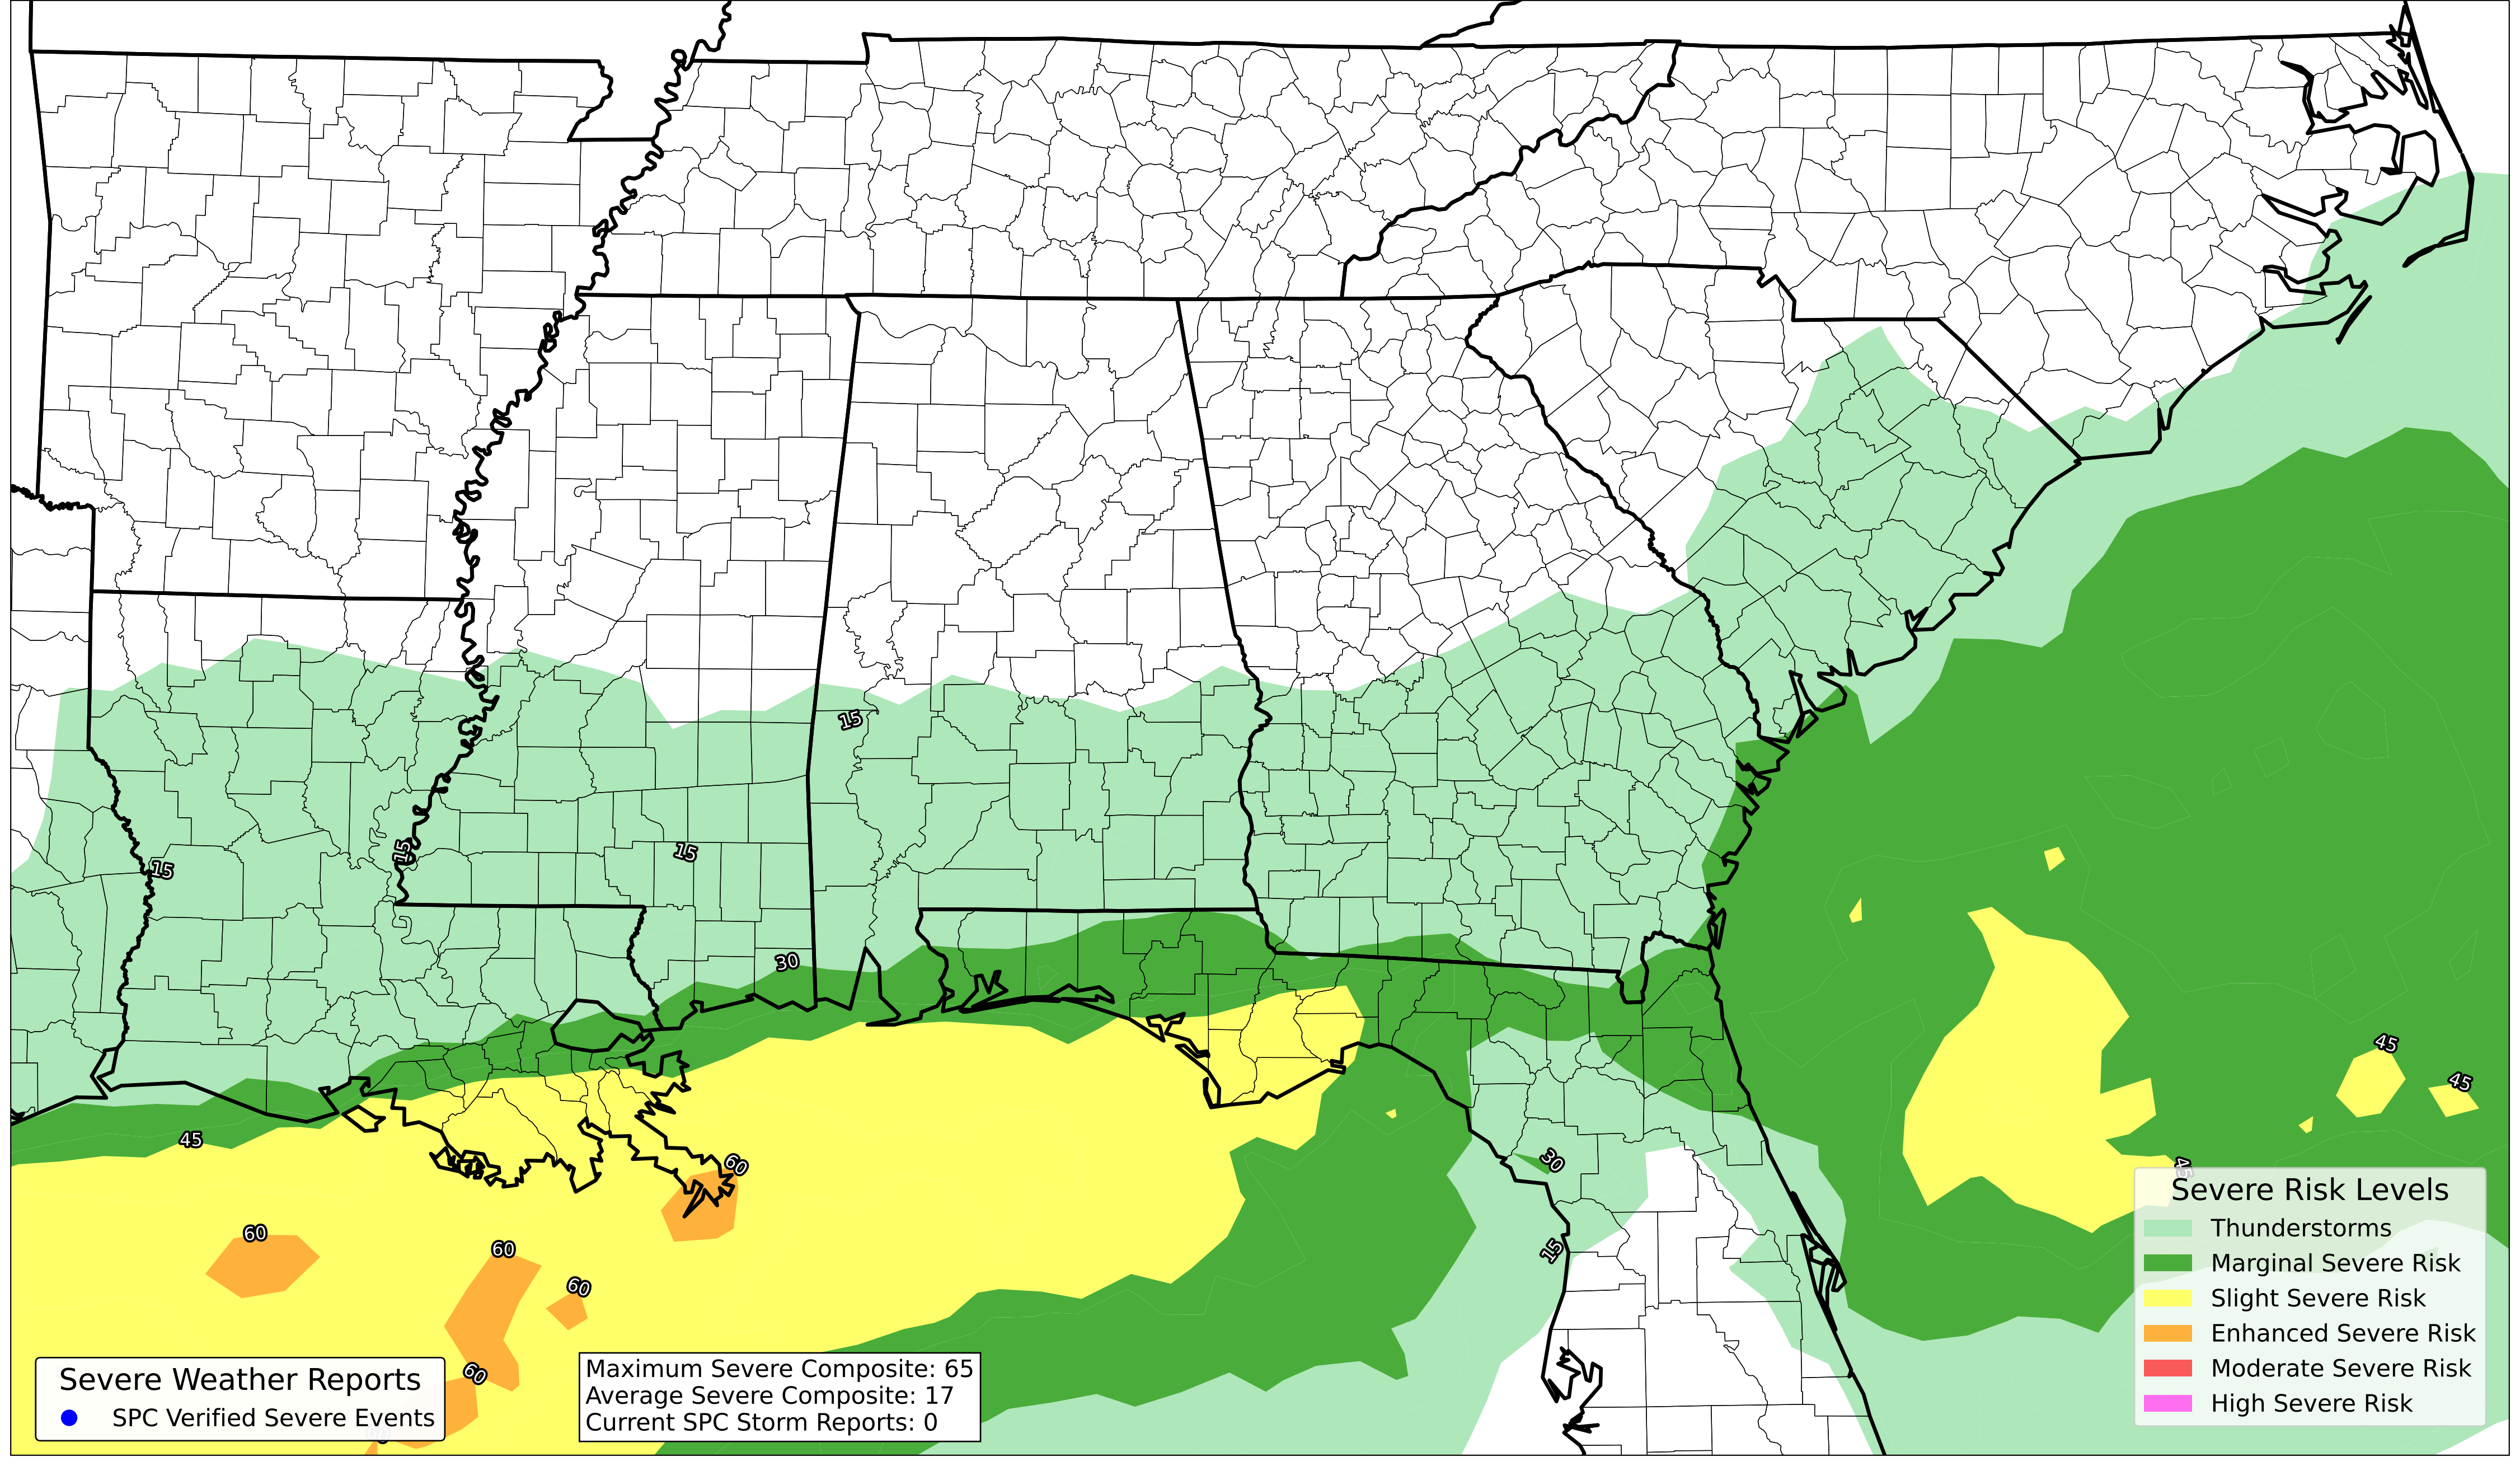 15
15
15
15
30
45
45
45
60
30
45
60
15
60
60
60
Severe Risk Levels
Thunderstorms
Marginal Severe Risk
Slight Severe Risk
Enhanced Severe Risk
Moderate Severe Risk
High Severe Risk
Severe Weather Reports
SPC Verified Severe Events
Maximum Severe Composite: 65
Average Severe Composite: 17
Current SPC Storm Reports: 0